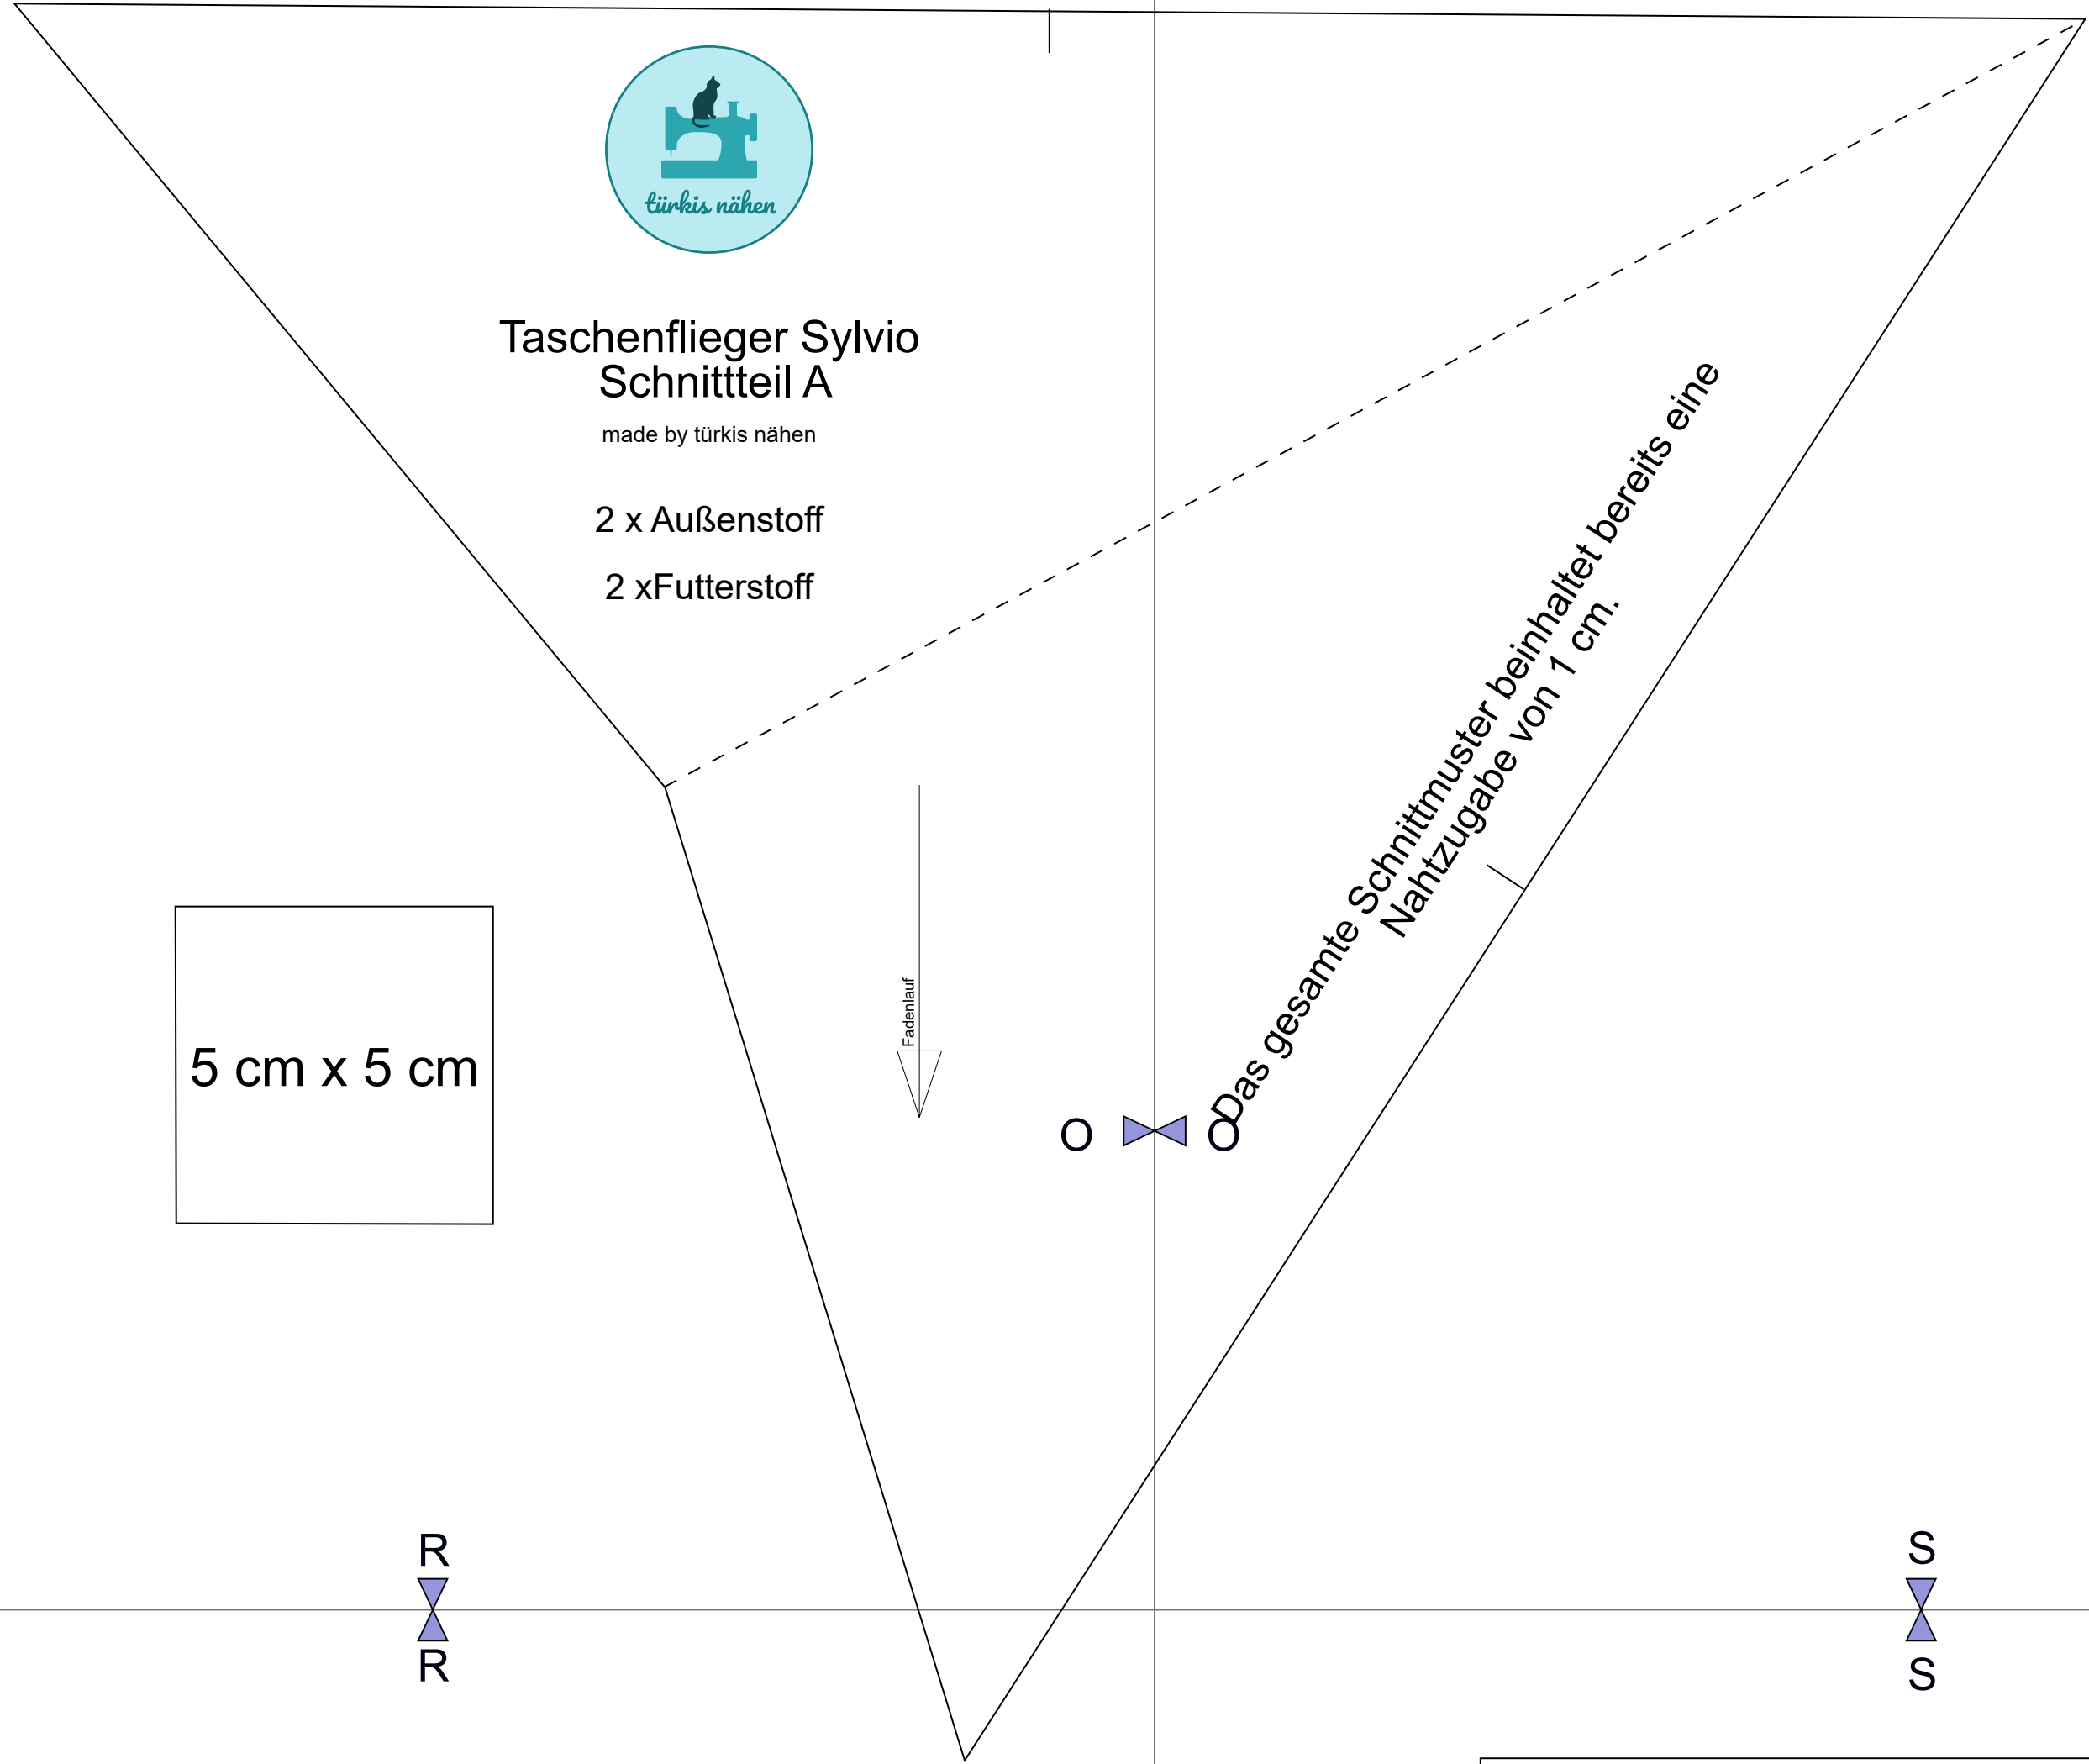 türkis nähen
Taschenflieger Sylvio
Schnittteil A
made by türkis nähen
2 x Außenstoff
2 xFutterstoff
Das gesamte Schnittmuster beinhaltet bereits eine
Nahtzugabe von 1 cm.
Fadenlauf
5 cm x 5 cm
O O
R S
R S